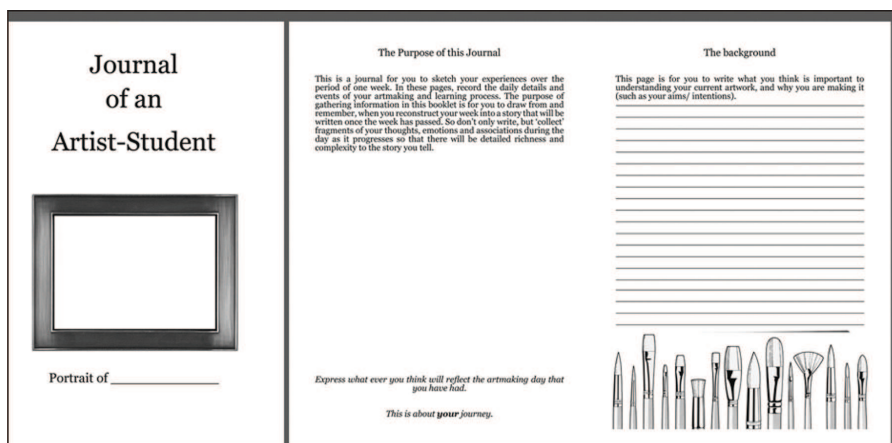 Journal
of an
Artist-Student
Portrait of
The Purpose of this Journal
This is a journal for you to sketch your experiences over the
period of one week. In these pages, record the daily details and
events of your artmaking and learning process. The purpose of
gathering information in this booklet is for you to draw from and
remember, when you reconstruct your week into a story that will be
written once the week has passed. So don't only write, but 'collect'
fragments of your thoughts, emotions and associations during the
day as it progresses so that there will be detailed richness and
complexity to the story you tell.
Express what ever you think will reflect the artmaking day that
you have had.
This is about your journey.
The background
This page is for you to write what you think is important to
understanding your current artwork, and why you are making it
(such as your aims/ intentions).